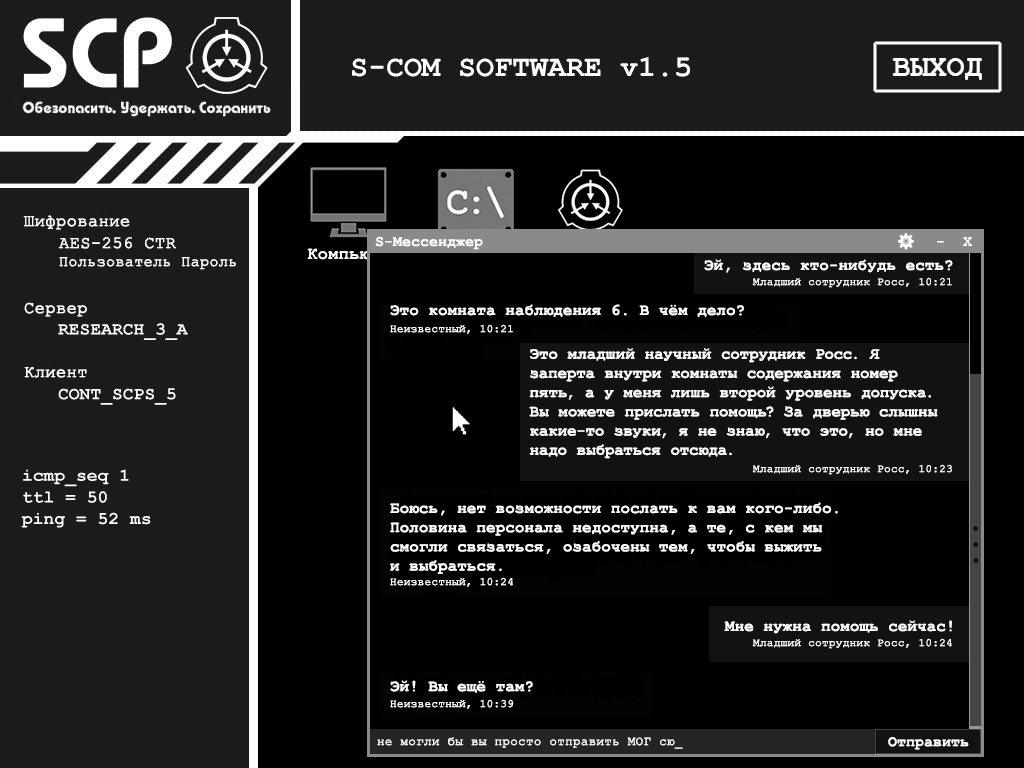 SCP
Обезопасить. Удержать. Сохранить
S-COM SOFTWARE v1.5
ВЫХОД
Шифрование
AES-256 CTR
Пользователь Пароль
Сервер
RESEARCH_3_A
Клиент
CONT_SCPS_5
icmp_seq 1
ttl = 50
ping = 52 ms
C:\
Компьк
S-Мессенджер
– X
Эй, здесь кто-нибудь есть?
Младший сотрудник Росс, 10:21
Это комната наблюдения 6. В чём дело?
Неизвестный, 10:21
Это младший научный сотрудник Росс. Я
заперта внутри комнаты содержания номер
пять, а у меня лишь второй уровень допуска.
Вы можете прислать помощь? За дверью слышны
какие-то звуки, я не знаю, что это, но мне
надо выбраться отсюда.
Младший сотрудник Росс, 10:23
Боюсь, нет возможности послать к вам кого-либо.
Половина персонала недоступна, а те, с кем мы
смогли связаться, озабочены тем, чтобы выжить
и выбраться.
Неизвестный, 10:24
Мне нужна помощь сейчас!
Младший сотрудник Росс, 10:24
Эй! Вы ещё там?
Неизвестный, 10:39
не могли бы вы просто отправить МОГ сю_
Отправить